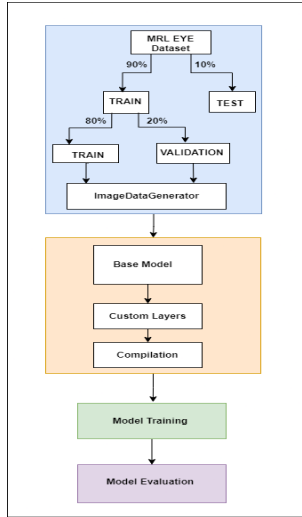 MRL EYE
Dataset
90%
10%
TRAIN
TEST
80%
20%
TRAIN
VALIDATION
ImageDataGenerator
Base Model
Custom Layers
Compilation
Model Training
Model Evaluation